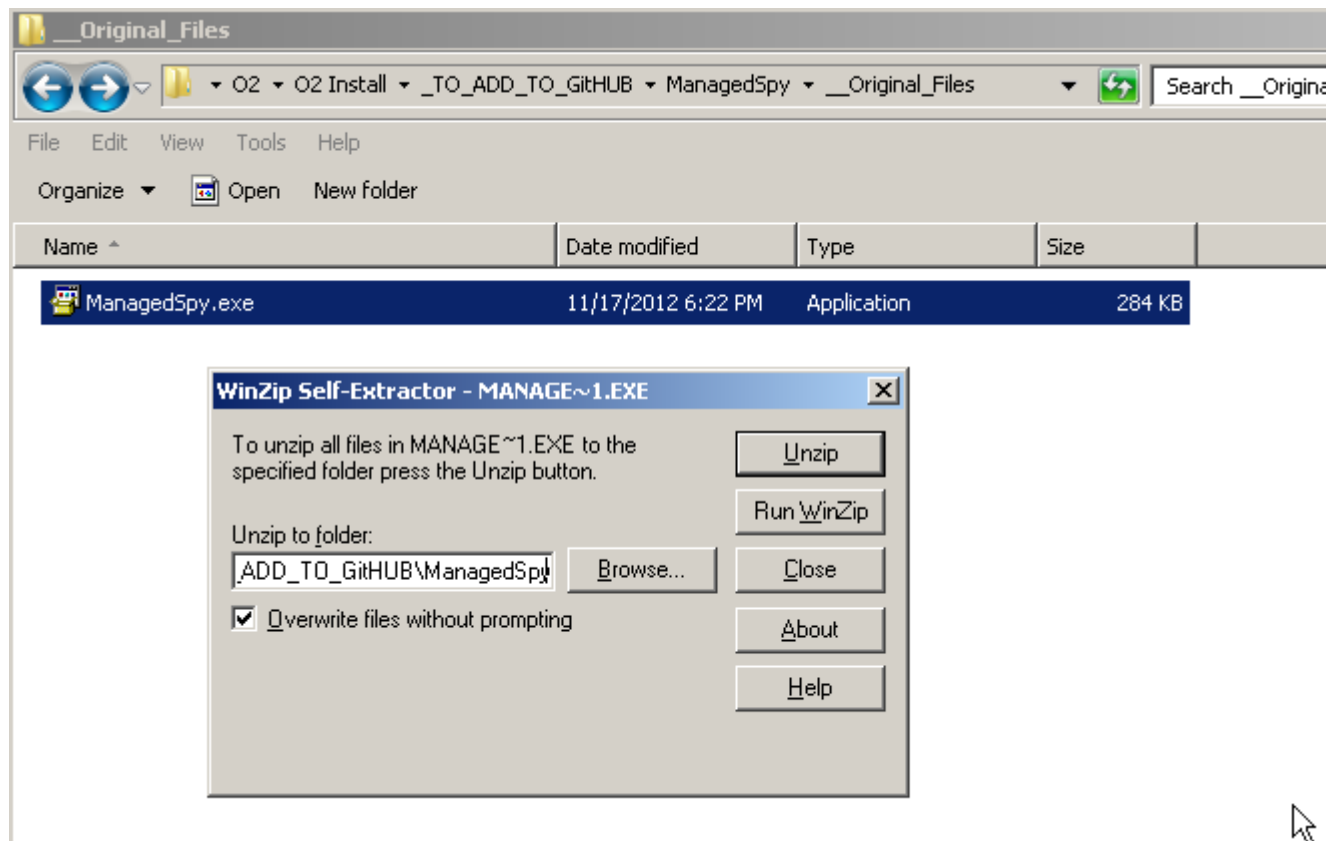 __Original_Files
O2 O2 Install _TO_ADD_TO_GitHUB ManagedSpy __Original_Files Search __Origina
File Edit View Tools Help
Organize Open New folder
Name Date modified Type Size
ManagedSpy.exe 11/17/2012 6:22 PM Application 284 KB
WinZip Self-Extractor - MANAGE~1.EXE
To unzip all files in MANAGE~1.EXE to the
specified folder press the Unzip button.
Unzip
Run WinZip
Unzip to folder:
_ADD_TO_GitHUB\ManagedSpy Browse... Close
Overwrite files without prompting
About
Help